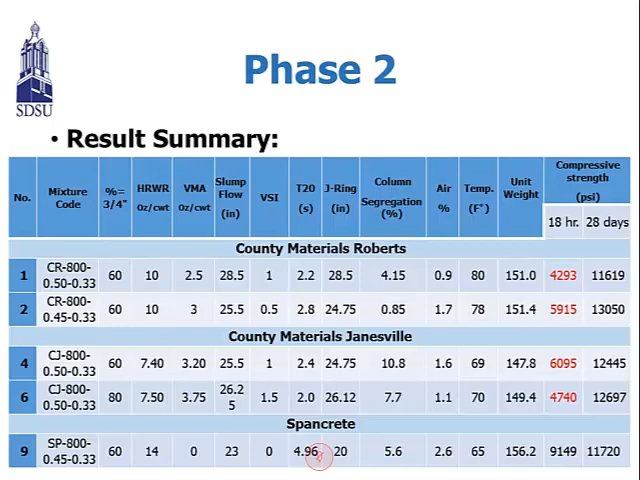 SDSU
Phase 2
• Result Summary:
No. Mixture Code %= 3/4" HRWR Oz/cwt VMA Oz/cwt Slump Flow (in) VSI T20 (s) J-Ring (in) Column Segregation (%) Air % Temp. (F°) Unit Weight Compressive strength (psi)
18 hr. 28 days
County Materials Roberts
1 CR-800-0.50-0.33 60 10 2.5 28.5 1 2.2 28.5 4.15 0.9 80 151.0 4293 11619
2 CR-800-0.45-0.33 60 10 3 25.5 0.5 2.8 24.75 0.85 1.7 78 151.4 5915 13050
County Materials Janesville
4 CJ-800-0.50-0.33 60 7.40 3.20 25.5 1 2.4 24.75 10.8 1.6 69 147.8 6095 12445
6 CJ-800-0.50-0.33 80 7.50 3.75 26.25 1.5 2.0 26.12 7.7 1.1 70 149.4 4740 12697
Spancrete
9 SP-800-0.45-0.33 60 14 0 23 0 4.96 20 5.6 2.6 65 156.2 9149 11720